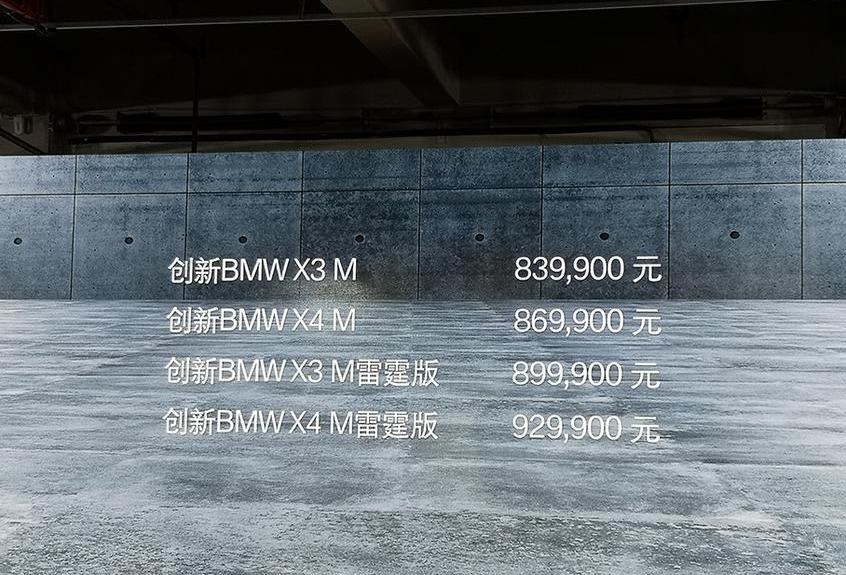 创新BMW X3 M 839,900 元
创新BMW X4 M 869,900 元
创新BMW X3 M雷霆版 899,900 元
创新BMW X4 M雷霆版 929,900 元